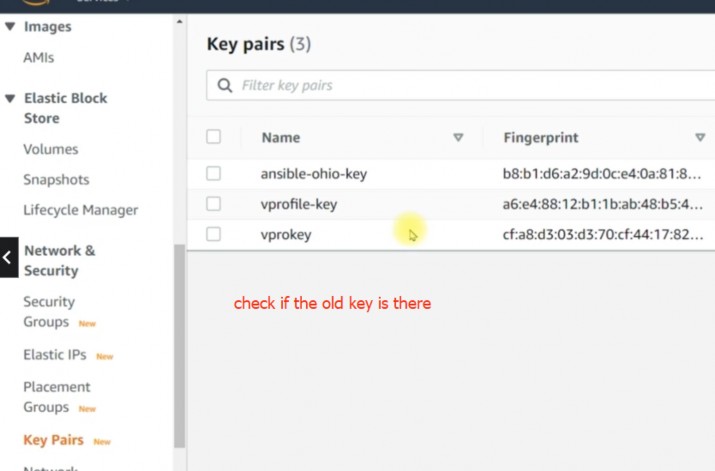 Images
Key pairs (3)
AMIs
Filter key pairs
Elastic Block
Store
Name
Fingerprint
Volumes
ansible-ohio-key
b8:b1:d6:a2:9d:0c:e4:0a:81:8...
Snapshots
vprofile-key
a6:e4:88:12:b1:1b:ab:48:b5:4...
Lifecycle Manager
vprokey
cf:a8:d3:03:d3:70:cf:44:17:82...
Network &
Security
Security
Groups New
check if the old key is there
Elastic IPs New
Placement
Groups New
Key Pairs New